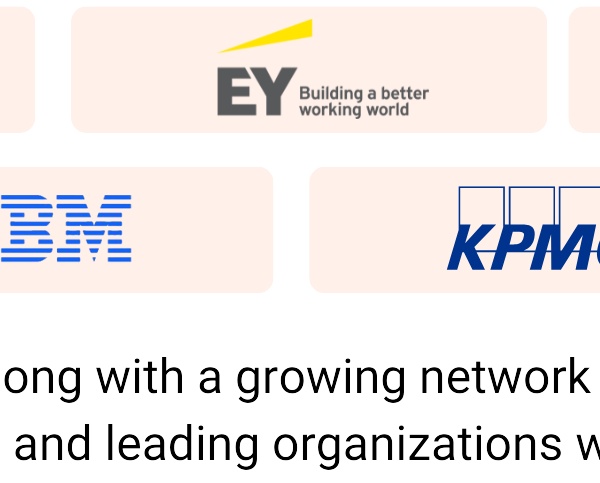 EY Building a better
working world
BM
KPM
ong with a growing network
and leading organizations w